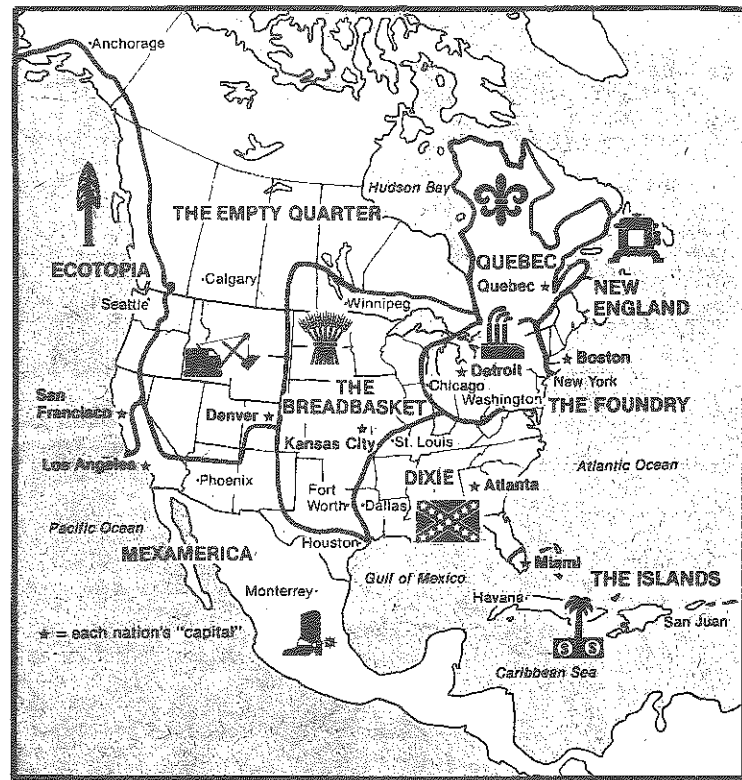 Anchorage
Hudson Bay
THE EMPTY QUARTER
ECOTOPIA
QUEBEC
Calgary
Quebec ★
NEW
ENGLAND
Seattle
Winnipeg
★ Boston
★ Detroit
New York
THE
BREADBASKET
Chicago
Washington
THE FOUNDRY
San
Francisco ★
Denver ★
Kansas City
St. Louis
Los Angeles ★
DIXIE
Atlantic Ocean
Phoenix
Fort
Worth
Dallas
★ Atlanta
Pacific Ocean
MEXAMERICA
Houston
Miami
Gulf of Mexico
THE ISLANDS
Monterrey
Havana
San Juan
★ = each nation's "capital"
$ $
Caribbean Sea